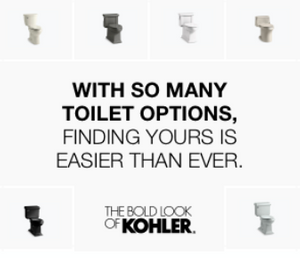 WITH SO MANY
TOILET OPTIONS,
FINDING YOURS IS
EASIER THAN EVER.
THE BOLD LOOK
OF KOHLER.